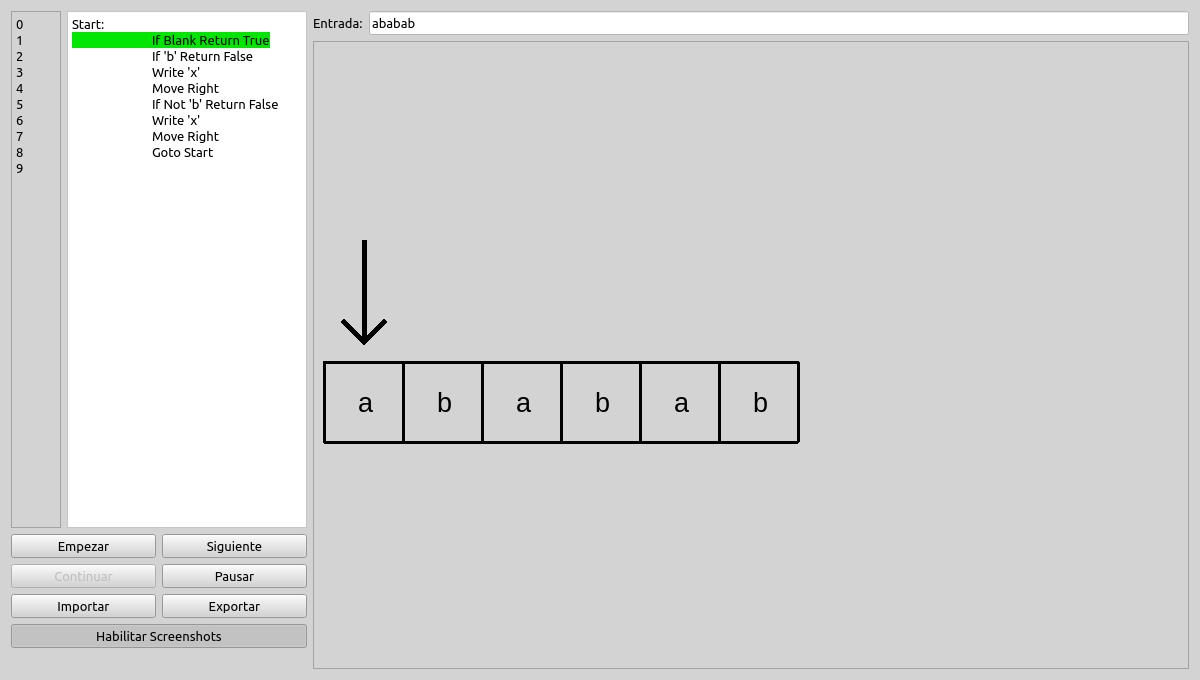 0
1
2
3
4
5
6
7
8
9
Start:
If Blank Return True
If 'b' Return False
Write 'x'
Move Right
If Not 'b' Return False
Write 'x'
Move Right
Goto Start
Empezar
Siguiente
Continuar
Pausar
Importar
Exportar
Habilitar Screenshots
Entrada: ababab
a b a b a b